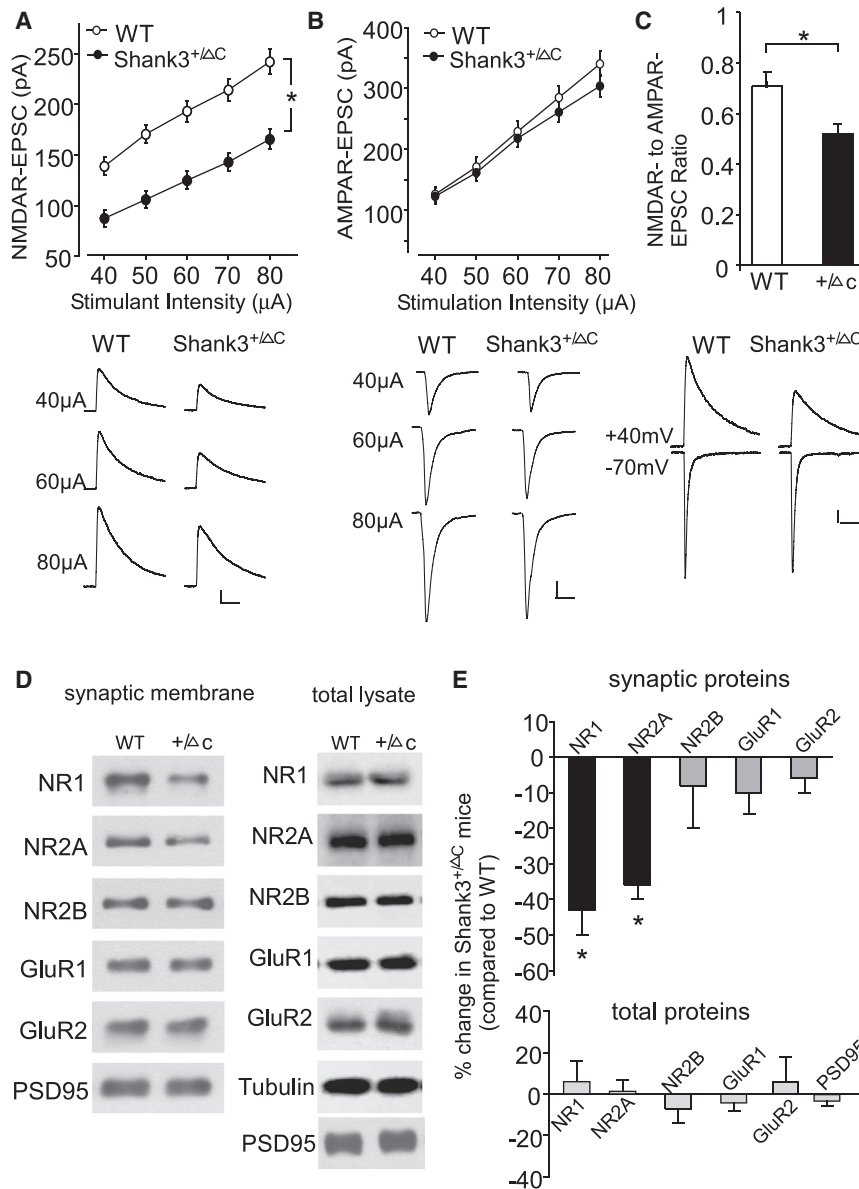 A
WT
Shank3+/ΔC
NMDAR-EPSC (pA)
250
200
150
100
50
*
40 50 60 70 80
Stimulant Intensity (μA)
WT Shank3+/ΔC
40μA
60μA
80μA
B
WT
Shank3+/ΔC
AMPAR-EPSC (pA)
400
300
200
100
40 50 60 70 80
Stimulation Intensity (μA)
WT Shank3+/ΔC
40μA
60μA
80μA
C
NMDAR- to AMPAR-
EPSC Ratio
1
0.8
0.6
0.4
0.2
0
*
WT +/Δc
WT Shank3+/ΔC
+40mV
-70mV
D
synaptic membrane
WT +/Δc
NR1
NR2A
NR2B
GluR1
GluR2
PSD95
total lysate
WT +/Δc
NR1
NR2A
NR2B
GluR1
GluR2
Tubulin
PSD95
E
synaptic proteins
% change in Shank3+/ΔC mice
(compared to WT)
10
0
-10
-20
-30
-40
-50
-60
NR1 NR2A NR2B GluR1 GluR2
* *
total proteins
40
20
0
-20
-40
NR1 NR2A NR2B GluR1 GluR2 PSD95